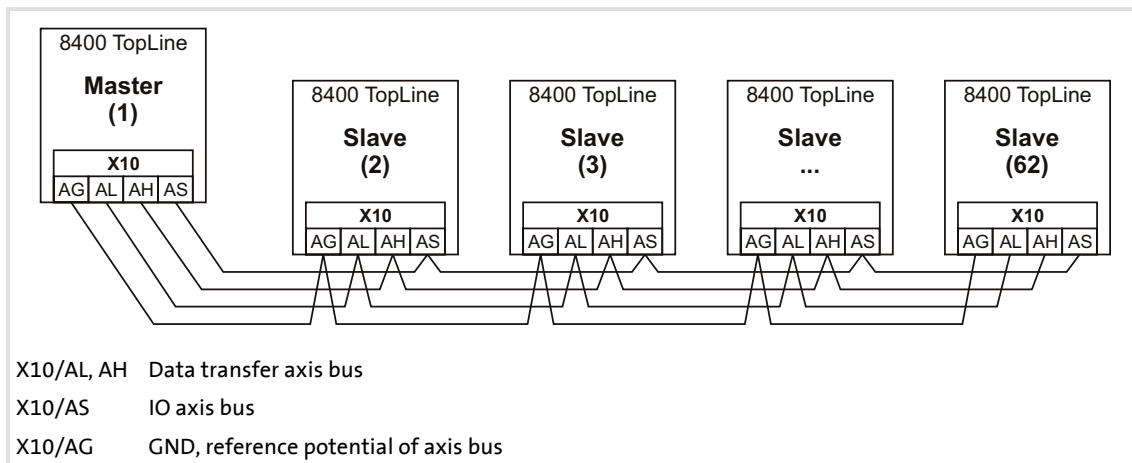 8400 TopLine
Master
(1)
X10
AG AL AH AS
8400 TopLine
Slave
(2)
X10
AG AL AH AS
8400 TopLine
Slave
(3)
X10
AG AL AH AS
8400 TopLine
Slave
...
X10
AG AL AH AS
8400 TopLine
Slave
(62)
X10
AG AL AH AS
X10/AL, AH Data transfer axis bus
X10/AS IO axis bus
X10/AG GND, reference potential of axis bus